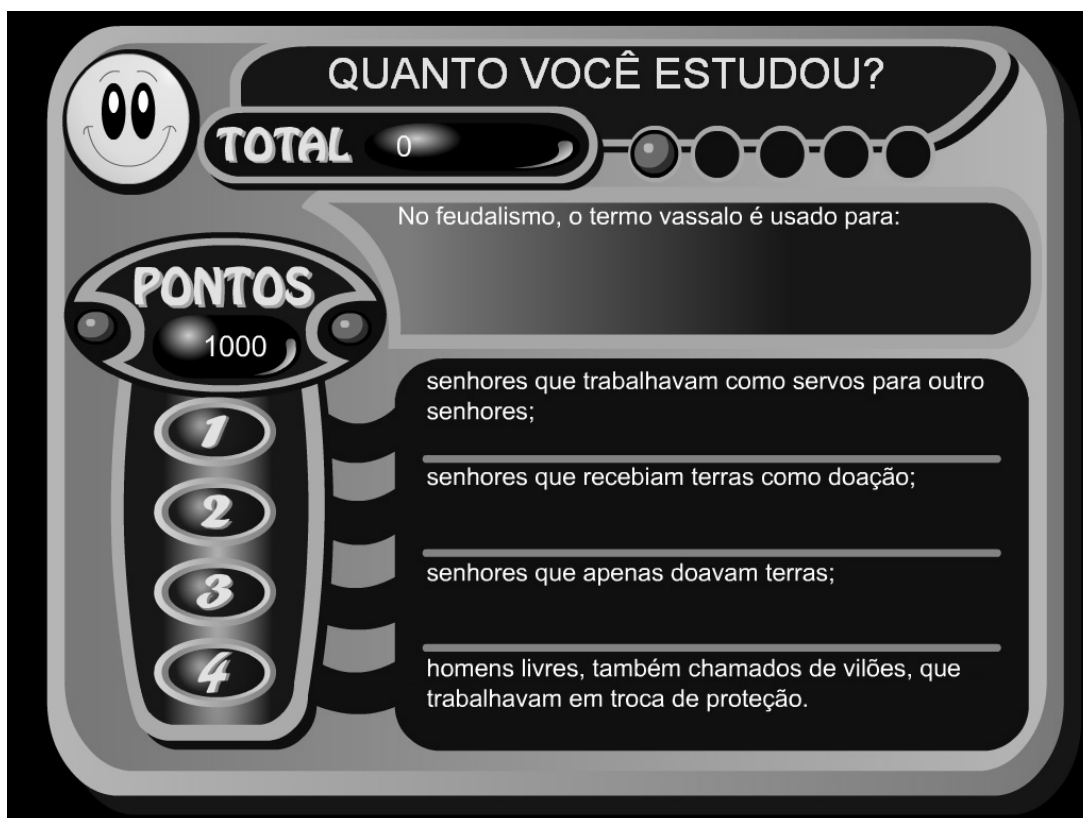 QUANTO VOCÊ ESTUDOU?
TOTAL 0
No feudalismo, o termo vassalo é usado para:
PONTOS
1000
1
senhores que trabalhavam como servos para outro
senhores;
2
senhores que recebiam terras como doação;
3
senhores que apenas doavam terras;
4
homens livres, também chamados de vilões, que
trabalhavam em troca de proteção.